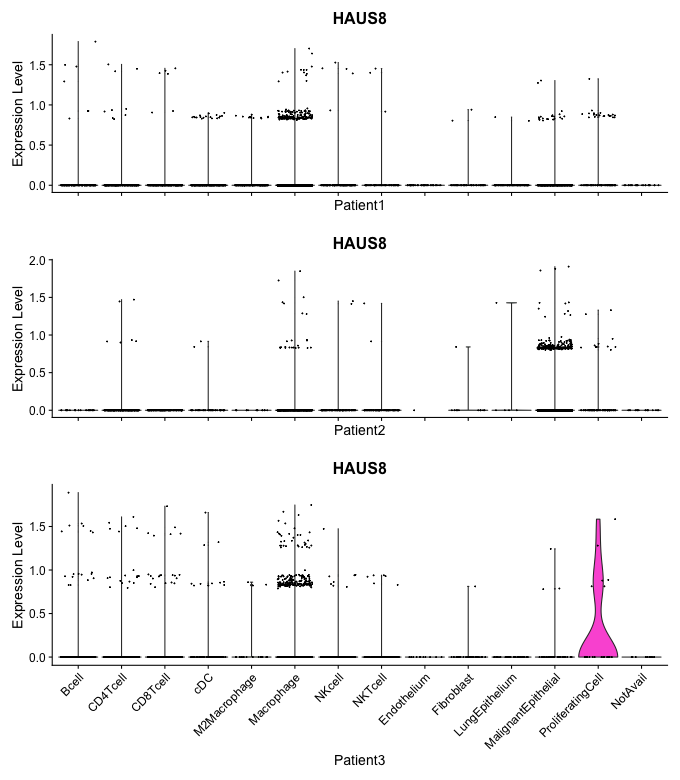 HAUS8
Expression Level
1.5
1.0
0.5
0.0
Patient1
HAUS8
Expression Level
2.0
1.5
1.0
0.5
0.0
Patient2
HAUS8
Expression Level
1.5
1.0
0.5
0.0
Bcell
CD4Tcell
CD8Tcell
cDC
M2Macrophage
Macrophage
NKcell
NKTcell
Endothelium
Fibroblast
LungEpithelium
MalignantEpithelial
ProliferatingCell
NotAvail
Patient3